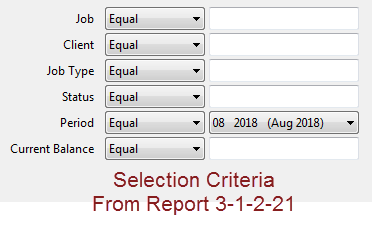 Job Equal
Client Equal
Job Type Equal
Status Equal
Period Equal 08 2018 (Aug 2018)
Current Balance Equal
Selection Criteria
From Report 3-1-2-21